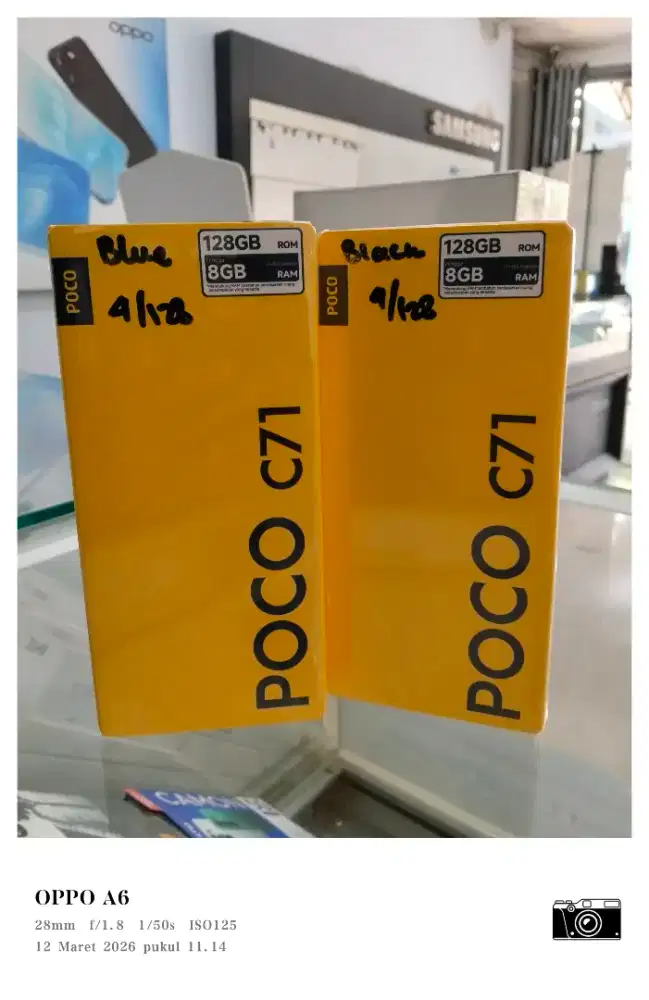 oppo
SAMSUNG
POCO
Blue
4/128
128GB ROM
8GB RAM
POCO C71
POCO
Black
4/128
128GB ROM
8GB RAM
POCO C71
OPPO A6
28mm f/1.8 1/50s ISO125
12 Maret 2026 pukul 11.14